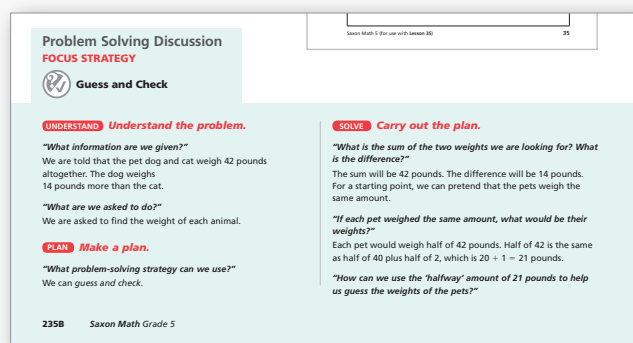 Saxon Math 5 (for use with Lesson 35)
35
Problem Solving Discussion
FOCUS STRATEGY
Guess and Check
UNDERSTAND Understand the problem.
“What information are we given?”
We are told that the pet dog and cat weigh 42 pounds
altogether. The dog weighs
14 pounds more than the cat.
“What are we asked to do?”
We are asked to find the weight of each animal.
PLAN Make a plan.
“What problem-solving strategy can we use?”
We can guess and check.
SOLVE Carry out the plan.
“What is the sum of the two weights we are looking for? What
is the difference?”
The sum will be 42 pounds. The difference will be 14 pounds.
For a starting point, we can pretend that the pets weigh the
same amount.
“If each pet weighed the same amount, what would be their
weights?”
Each pet would weigh half of 42 pounds. Half of 42 is the same
as half of 40 plus half of 2, which is 20 + 1 = 21 pounds.
“How can we use the ‘halfway’ amount of 21 pounds to help
us guess the weights of the pets?”
235B Saxon Math Grade 5